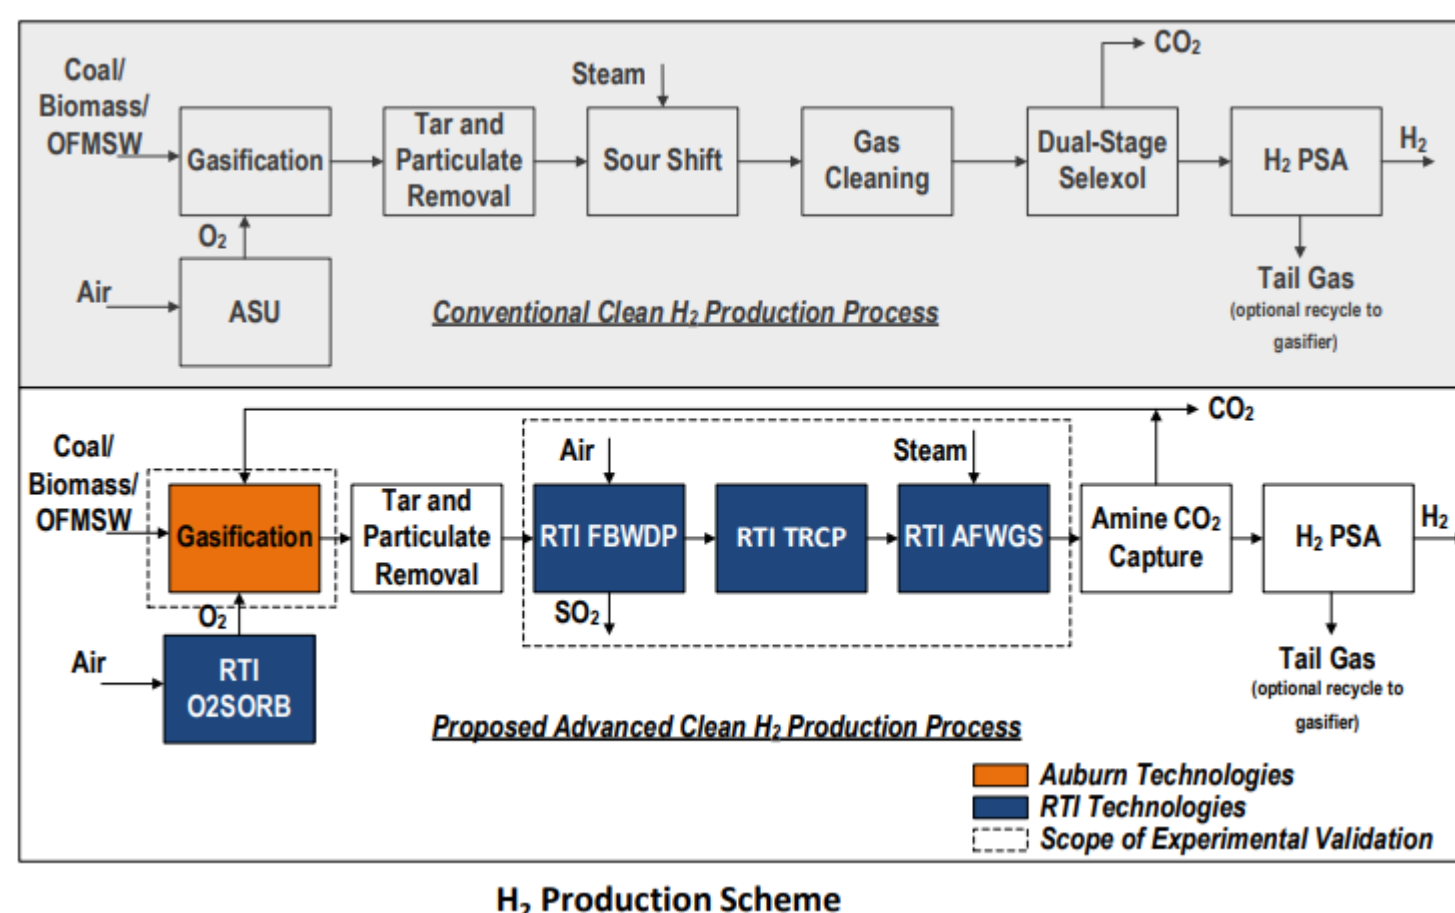 Coal/
Biomass/
OFMSW
Gasification
Tar and
Particulate
Removal
Steam
Sour Shift
Gas
Cleaning
Dual-Stage
Selexol
CO₂
H₂ PSA
H₂
O₂
Air
ASU
Conventional Clean H₂ Production Process
Tail Gas
(optional recycle to
gasifier)
CO₂
Coal/
Biomass/
OFMSW
Gasification
Tar and
Particulate
Removal
Air
RTI FBWDP
SO₂
RTI TRCP
Steam
RTI AFWGS
Amine CO₂
Capture
H₂ PSA
H₂
O₂
Air
RTI
O2SORB
Tail Gas
(optional recycle to
gasifier)
Proposed Advanced Clean H₂ Production Process
Auburn Technologies
RTI Technologies
Scope of Experimental Validation
H₂ Production Scheme